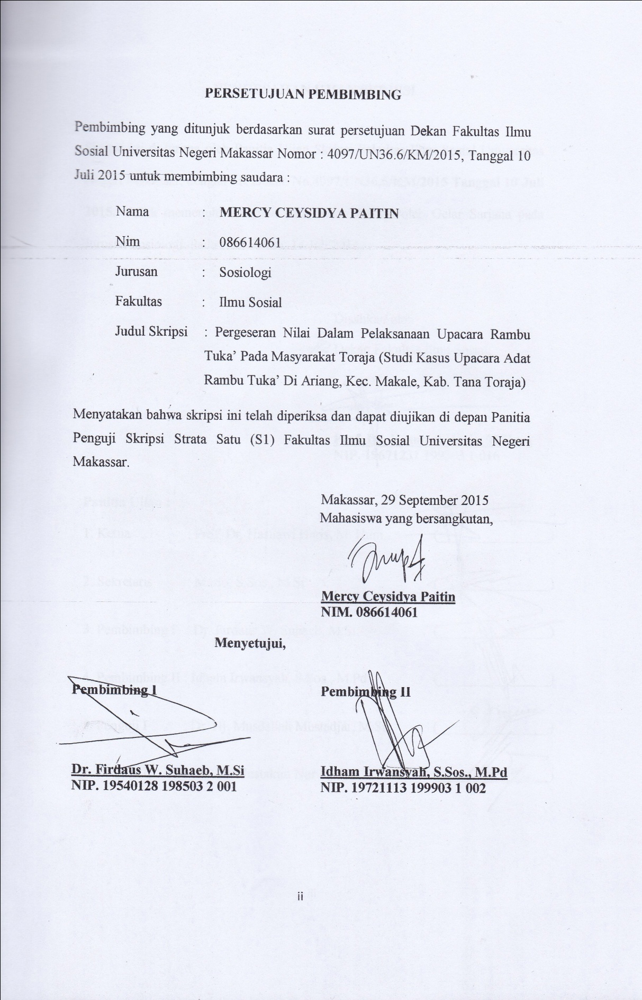 PERSETUJUAN PEMBIMBING
Pembimbing yang ditunjuk berdasarkan surat persetujuan Dekan Fakultas Ilmu
Sosial Universitas Negeri Makassar Nomor : 4097/UN36.6/KM/2015, Tanggal 10
Juli 2015 untuk membimbing saudara :
Nama : MERCY CEYSIDYA PAITIN
Nim : 086614061
Jurusan : Sosiologi
Fakultas : Ilmu Sosial
Judul Skripsi : Pergeseran Nilai Dalam Pelaksanaan Upacara Rambu
Tuka’ Pada Masyarakat Toraja (Studi Kasus Upacara Adat
Rambu Tuka’ Di Ariang, Kec. Makale, Kab. Tana Toraja)
Menyatakan bahwa skripsi ini telah diperiksa dan dapat diujikan di depan Panitia
Penguji Skripsi Strata Satu (S1) Fakultas Ilmu Sosial Universitas Negeri
Makassar.
Makassar, 29 September 2015
Mahasiswa yang bersangkutan,
Mercy Ceysidya Paitin
NIM. 086614061
Menyetujui,
Pembimbing I Pembimbing II
Dr. Firdaus W. Suhaeb, M.Si Idham Irwansyah, S.Sos., M.Pd
NIP. 19540128 198503 2 001 NIP. 19721113 199903 1 002
ii